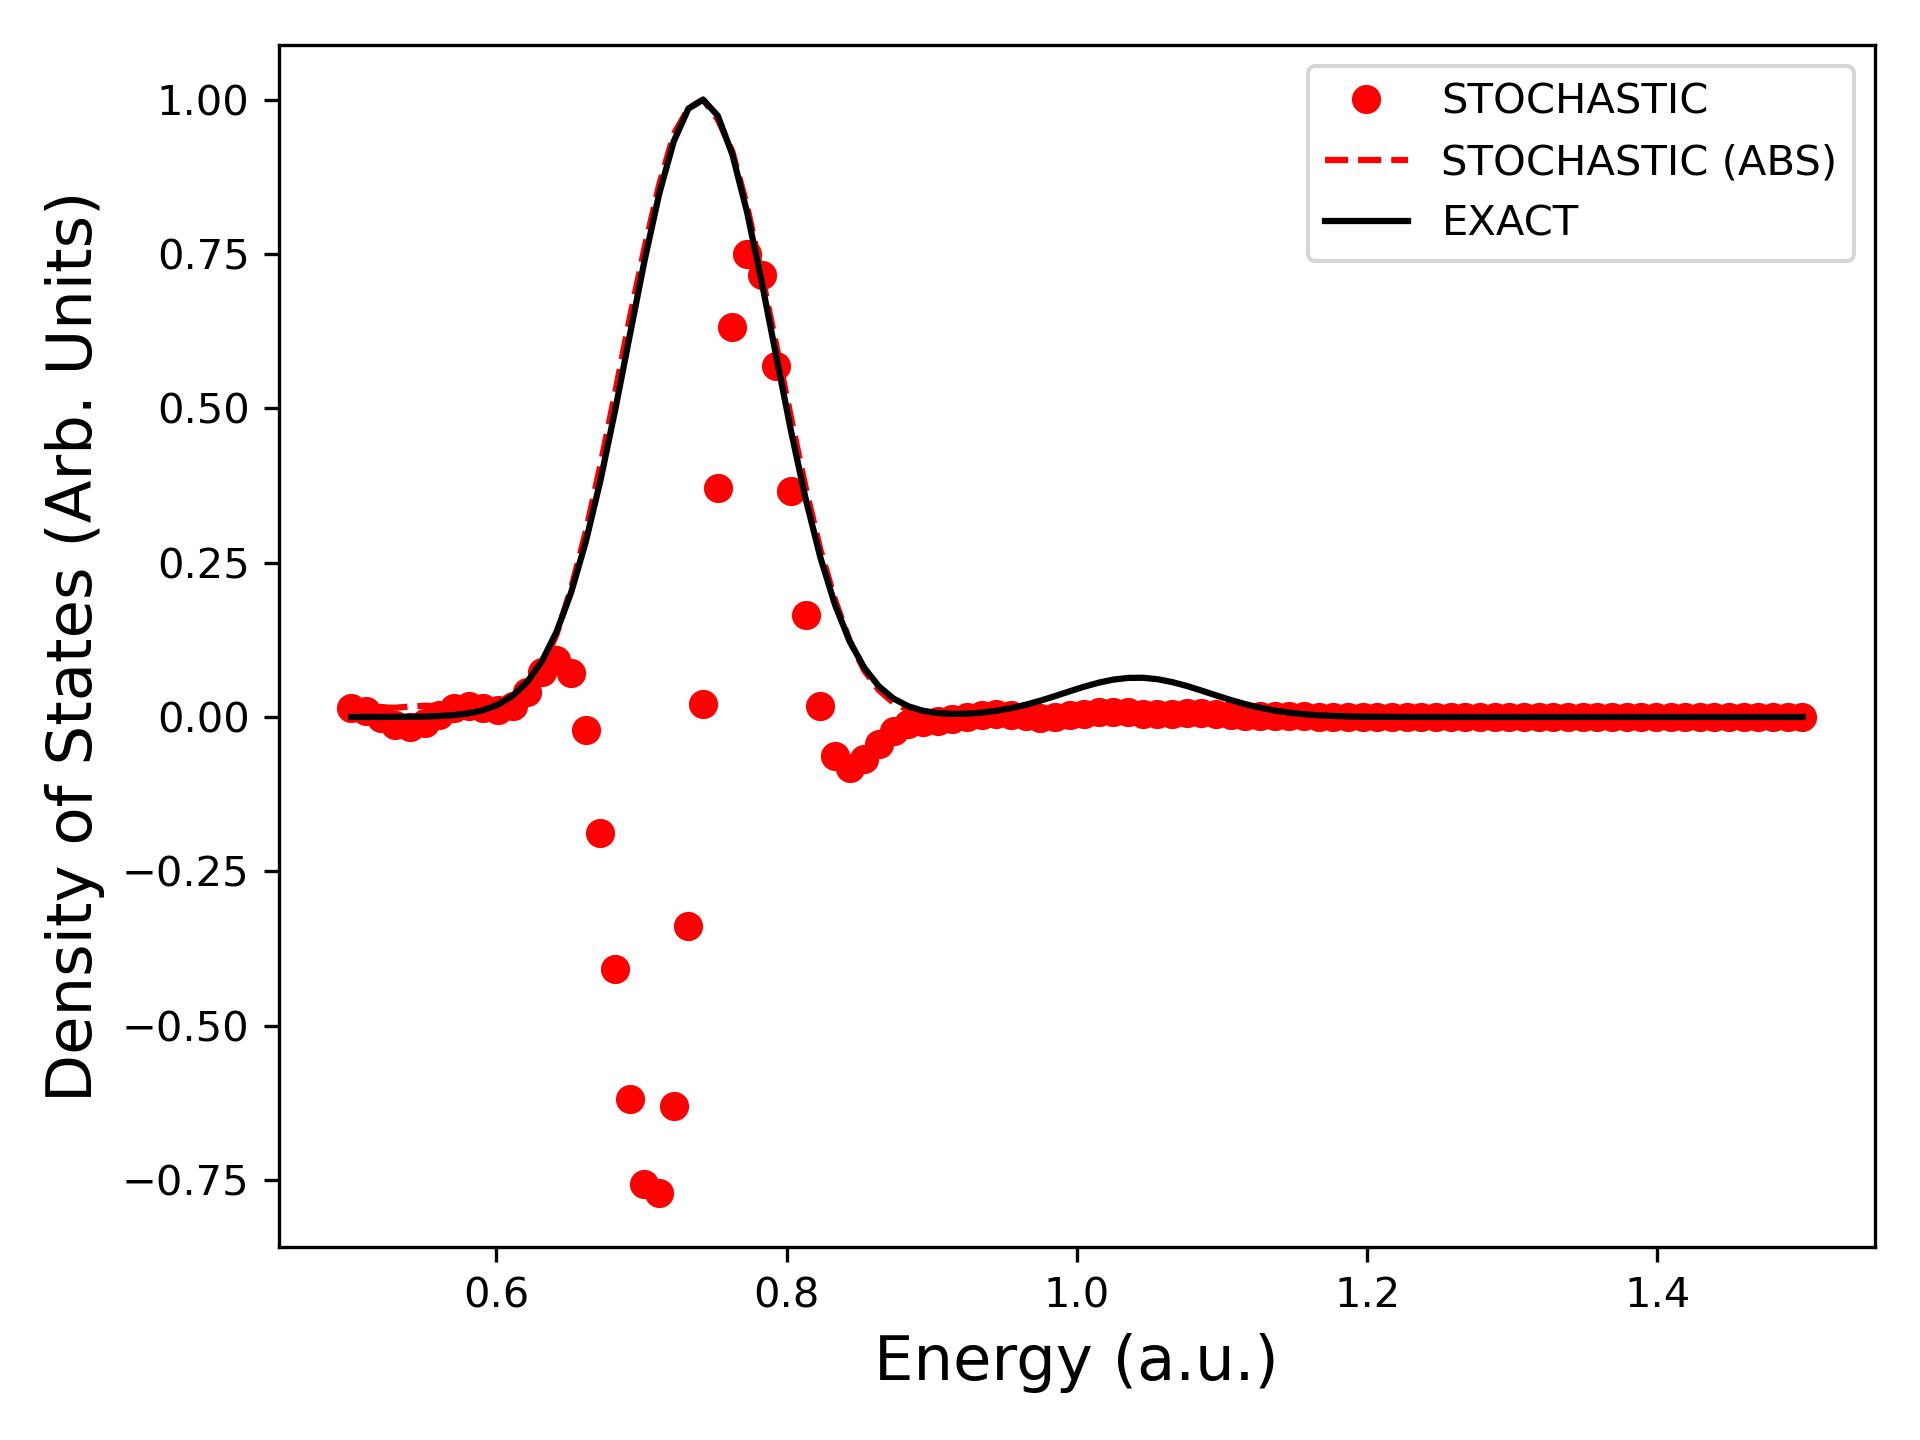 1.00
0.75
0.50
0.25
0.00
−0.25
−0.50
−0.75
Density of States (Arb. Units)
STOCHASTIC
STOCHASTIC (ABS)
EXACT
0.6 0.8 1.0 1.2 1.4
Energy (a.u.)